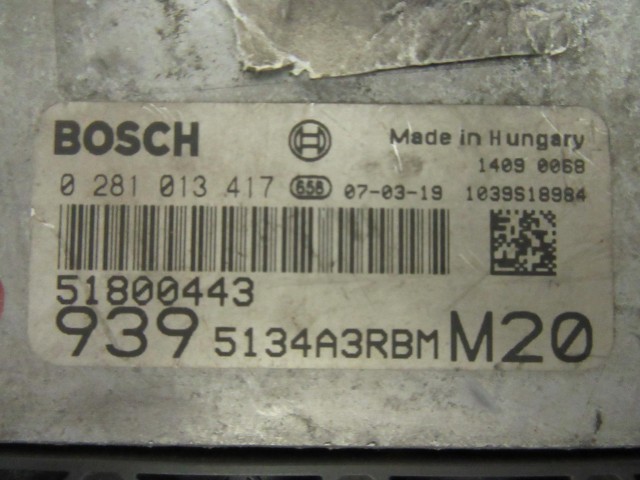 BOSCH Made in Hungary
1409 0068
0 281 013 417 658 07-03-19 1039S18984
51800443
939 5134A3RBM M20